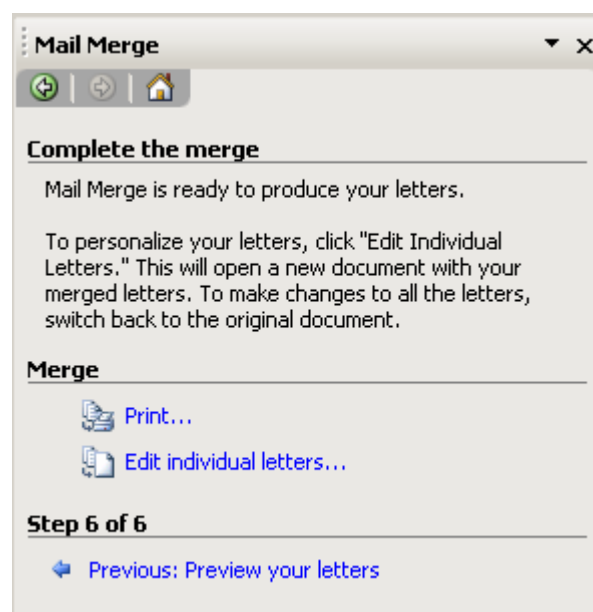 Mail Merge
Complete the merge
Mail Merge is ready to produce your letters.
To personalize your letters, click "Edit Individual
Letters." This will open a new document with your
merged letters. To make changes to all the letters,
switch back to the original document.
Merge
Print...
Edit individual letters...
Step 6 of 6
Previous: Preview your letters